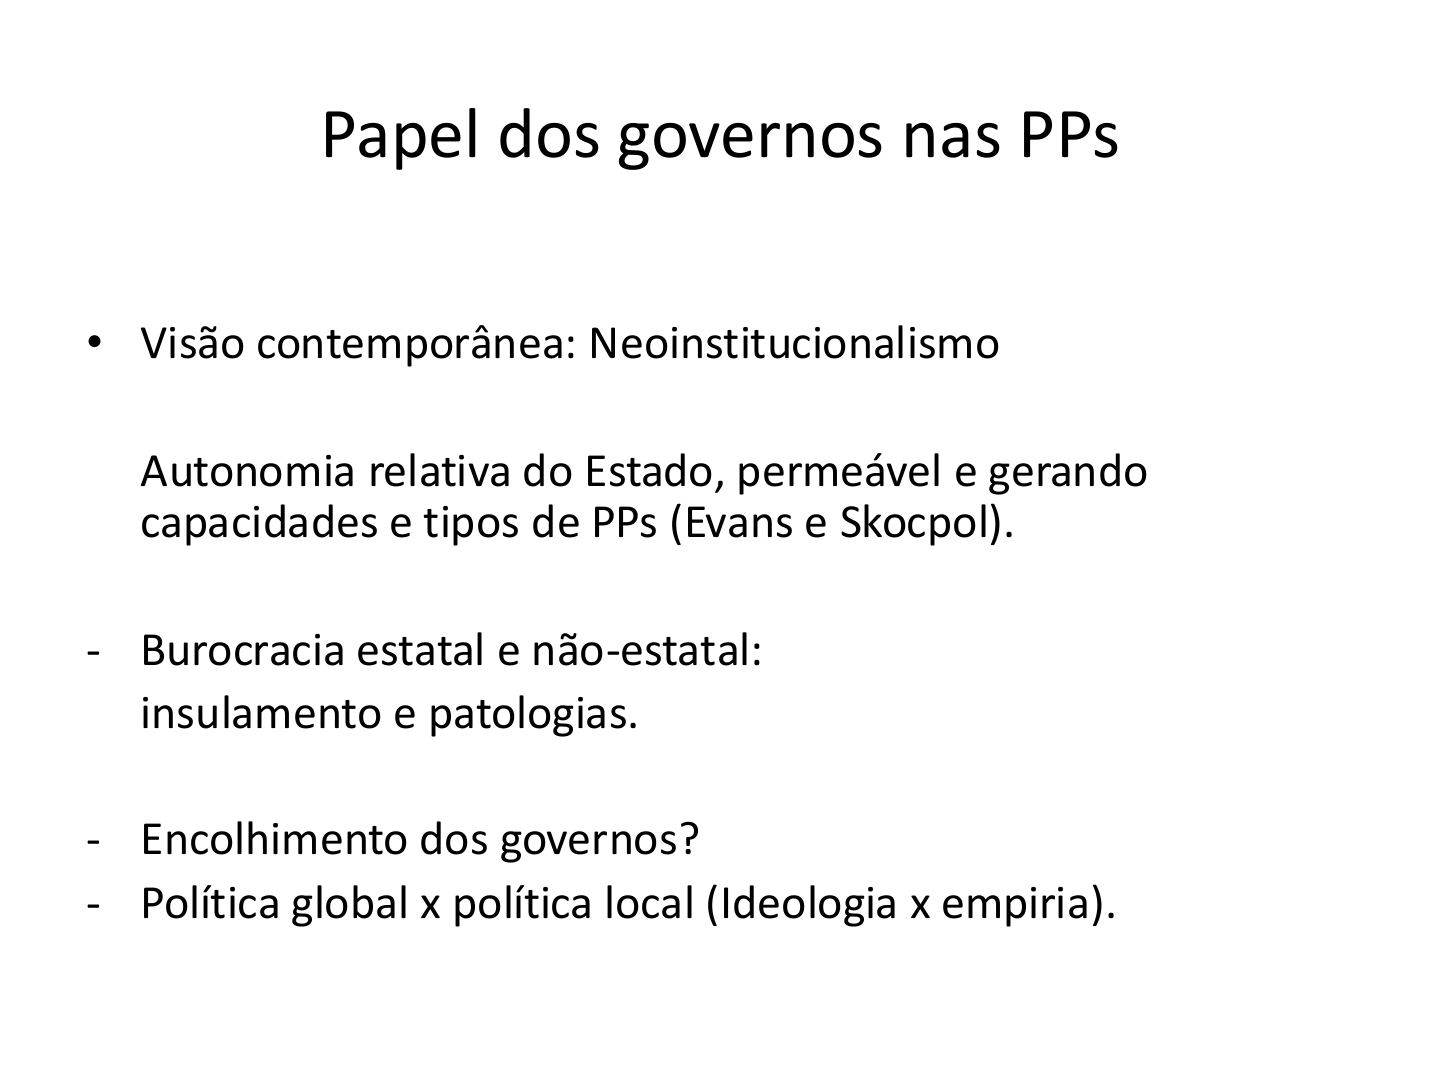 Papel dos governos nas PPs
• Visão contemporânea: Neoinstitucionalismo
Autonomia relativa do Estado, permeável e gerando
capacidades e tipos de PPs (Evans e Skocpol).
- Burocracia estatal e não-estatal:
insulamento e patologias.
- Encolhimento dos governos?
- Política global x política local (Ideologia x empiria).